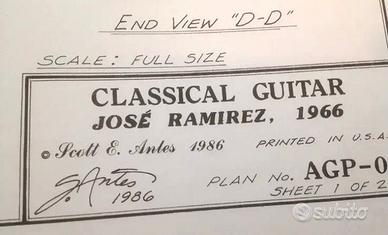 END VIEW "D-D"
SCALE: FULL SIZE
CLASSICAL GUITAR
JOSÉ RAMIREZ, 1966
© Scott E. Antes 1986 PRINTED IN U.S.A.
S. Antes
1986
PLAN NO. AGP-0
SHEET 1 OF 2
subito